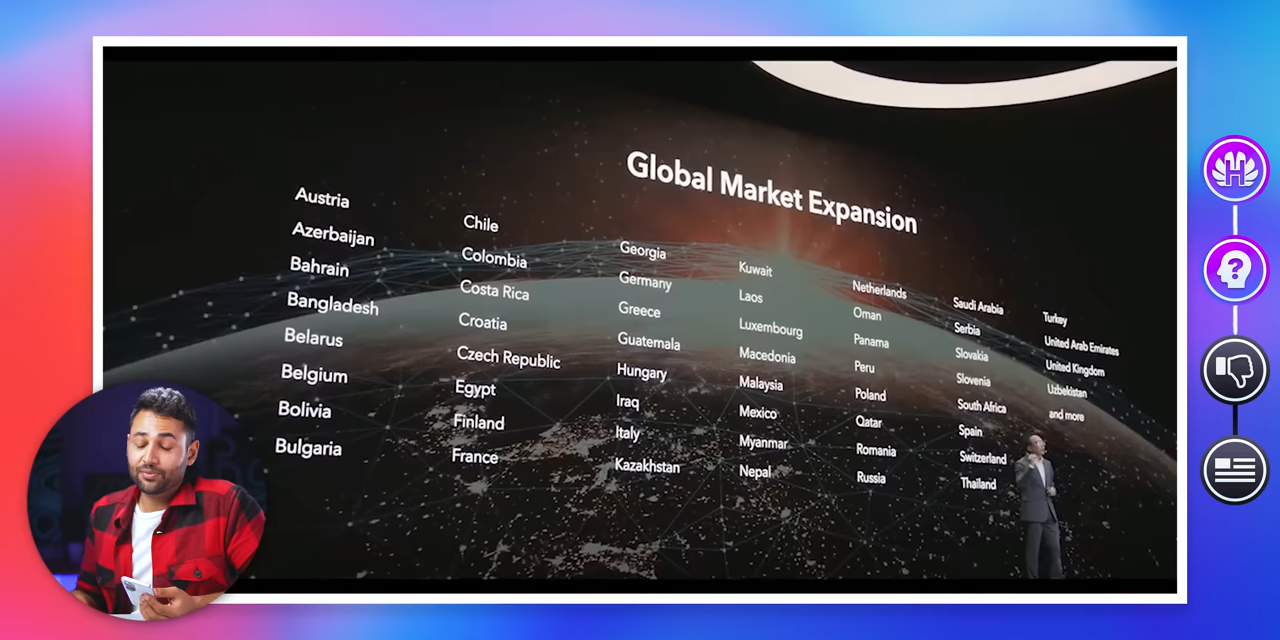 Global Market Expansion
Austria
Azerbaijan
Bahrain
Bangladesh
Belarus
Belgium
Bolivia
Bulgaria
Chile
Colombia
Costa Rica
Croatia
Czech Republic
Egypt
Finland
France
Georgia
Germany
Greece
Guatemala
Hungary
Iraq
Italy
Kazakhstan
Kuwait
Laos
Luxembourg
Macedonia
Malaysia
Mexico
Myanmar
Nepal
Netherlands
Oman
Panama
Peru
Poland
Qatar
Romania
Russia
Saudi Arabia
Serbia
Slovakia
Slovenia
South Africa
Spain
Switzerland
Thailand
Turkey
United Arab Emirates
United Kingdom
Uzbekistan
and more
H
?